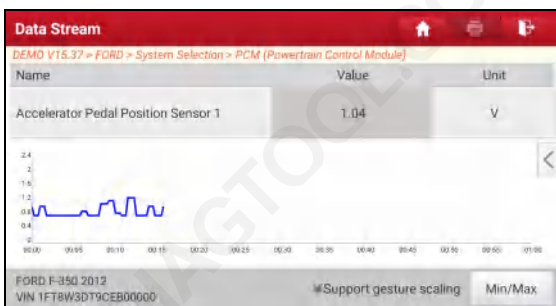 Data Stream
DEMO V15.37 > FORD > System Selection > PCM (Powertrain Control Module)
Name Value Unit
Accelerator Pedal Position Sensor 1 1.04 V
2.4
2
1.6
1.2
0.8
0.4
0
00:00 00:05 00:10 00:15 00:20 00:25 00:30 00:35 00:40 00:45 00:50 00:55 01:00
FORD F-350 2012
VIN 1FT8W3DT9CEB00000
※Support gesture scaling Min/Max